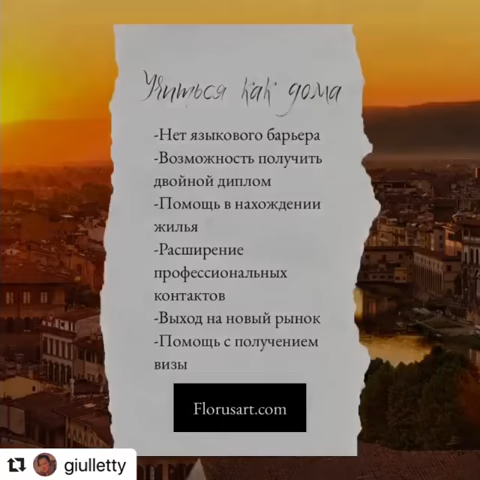 Учиться как дома
-Нет языкового барьера
-Возможность получить
двойной диплом
-Помощь в нахождении
жилья
-Расширение
профессиональных
контактов
-Выход на новый рынок
-Помощь с получением
визы
Florusart.com
giulletty